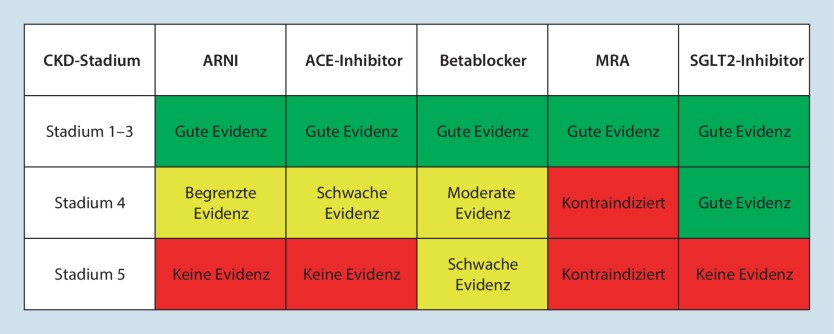 CKD-Stadium ARNI ACE-Inhibitor Betablocker MRA SGLT2-Inhibitor
Stadium 1–3 Gute Evidenz Gute Evidenz Gute Evidenz Gute Evidenz Gute Evidenz
Stadium 4 Begrenzte Evidenz Schwache Evidenz Moderate Evidenz Kontraindiziert Gute Evidenz
Stadium 5 Keine Evidenz Keine Evidenz Schwache Evidenz Kontraindiziert Keine Evidenz